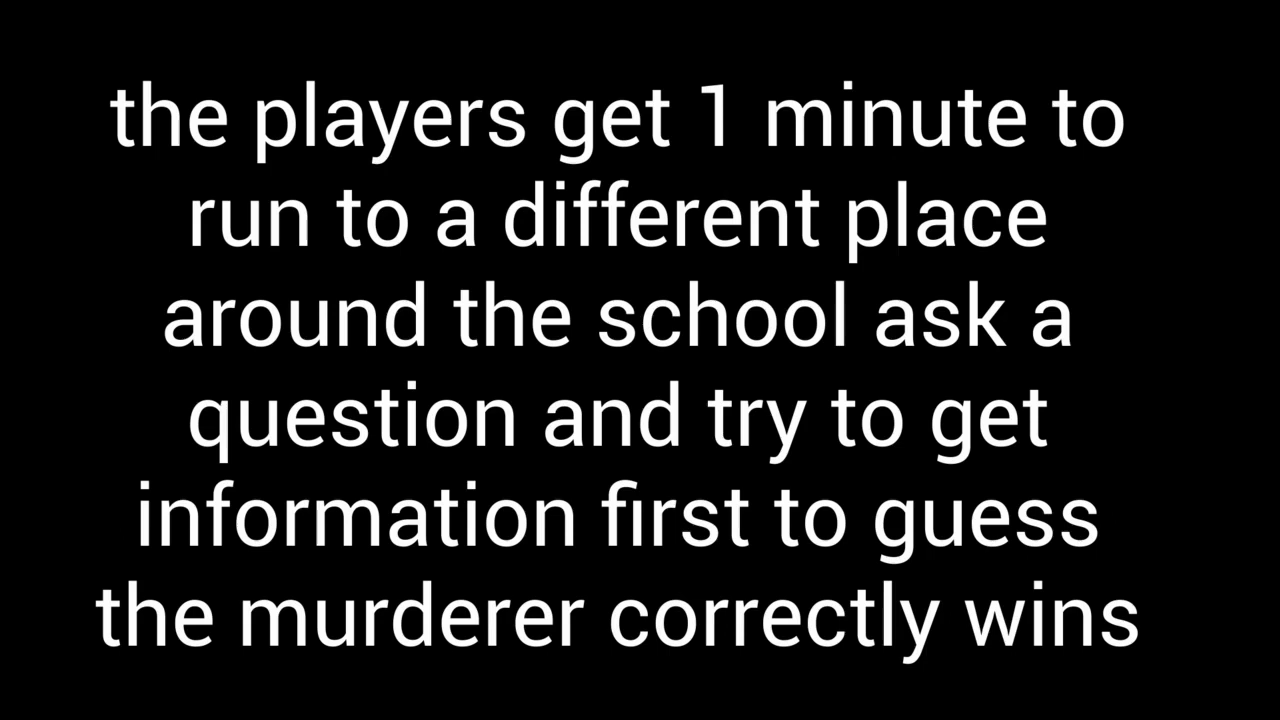 the players get 1 minute to
run to a different place
around the school ask a
question and try to get
information first to guess
the murderer correctly wins